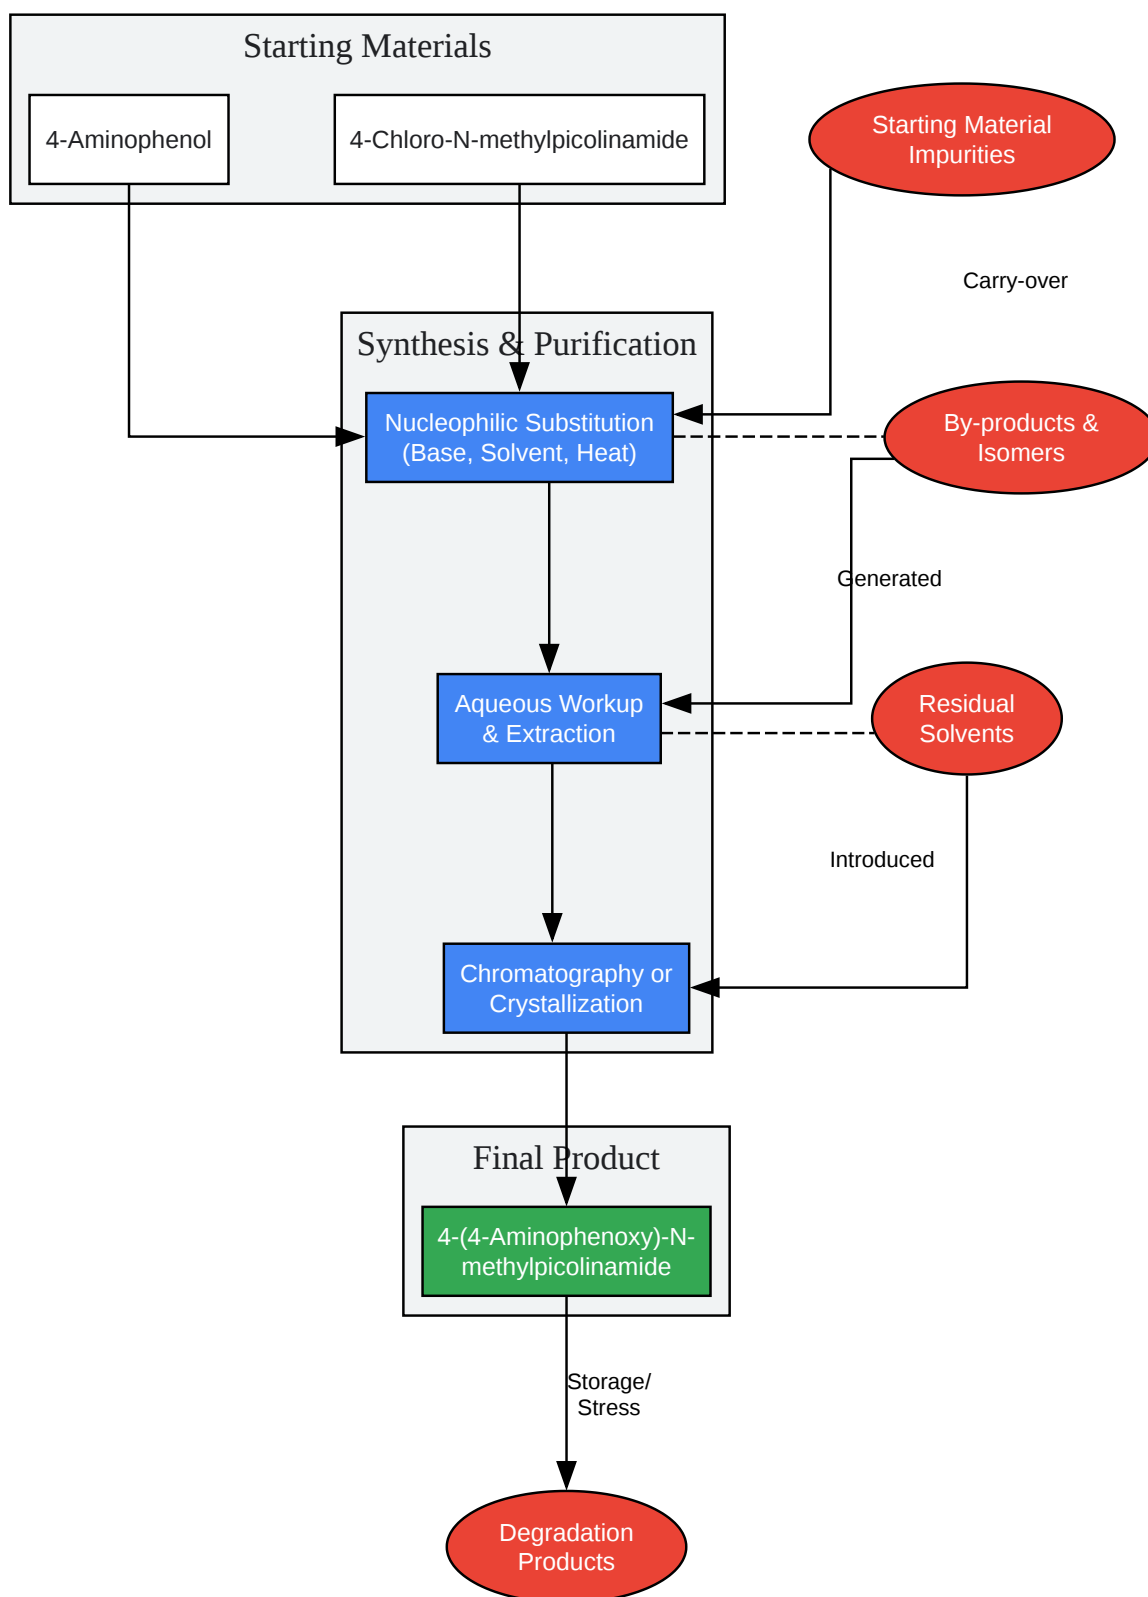 Starting Materials
4-Aminophenol
4-Chloro-N-methylpicolinamide
Starting Material
Impurities
Carry-over
Synthesis & Purification
Nucleophilic Substitution
(Base, Solvent, Heat)
By-products &
Isomers
Generated
Aqueous Workup
& Extraction
Residual
Solvents
Introduced
Chromatography or
Crystallization
Final Product
4-(4-Aminophenoxy)-N-
methylpicolinamide
Storage/
Stress
Degradation
Products